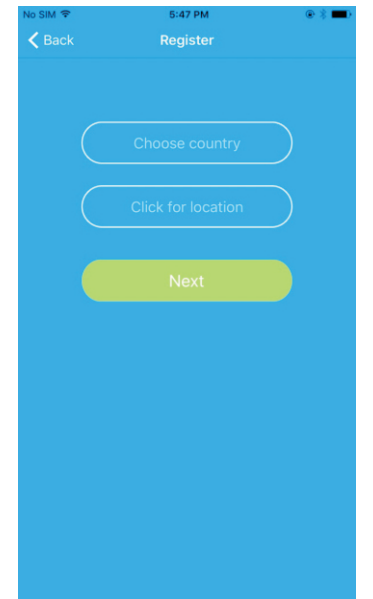 No SIM 5:47 PM
Back Register
Choose country
Click for location
Next